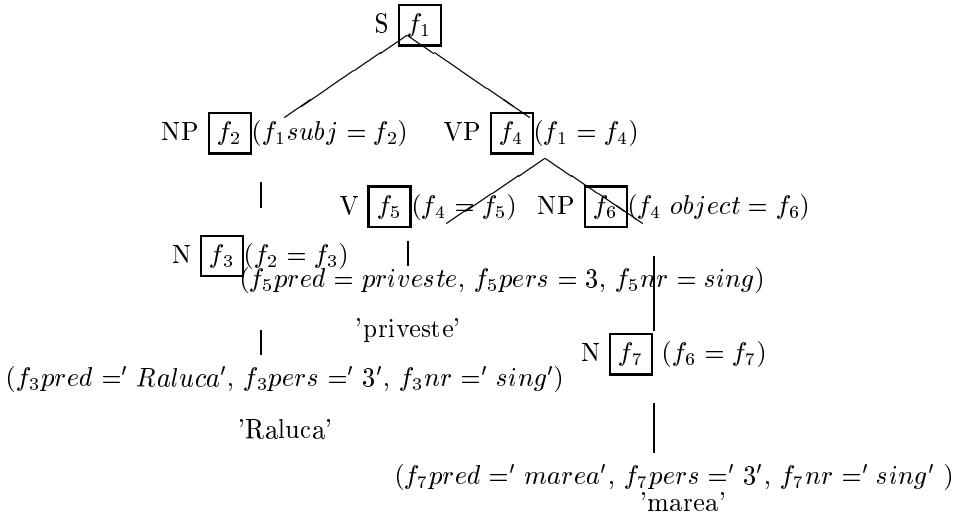 S f1
NP f2 (f1subj = f2) VP f4 (f1 = f4)
V f5 (f4 = f5) NP f6 (f4 object = f6)
N f3 (f2 = f3)
(f5pred = priveste, f5pers = 3, f5nr = sing)
'priveste'
N f7 (f6 = f7)
(f3pred =' Raluca', f3pers =' 3', f3nr =' sing')
'Raluca'
(f7pred =' marea', f7pers =' 3', f7nr =' sing' )
'marea'